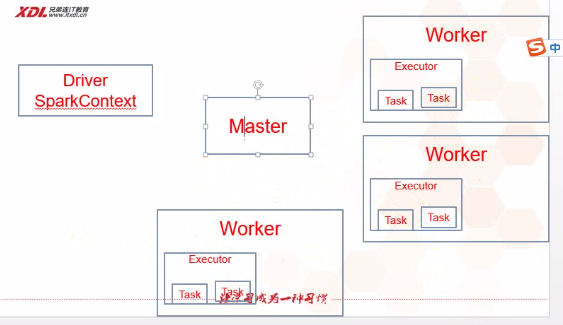 XDL 兄弟连IT教育
www.itxdl.cn
Driver
SparkContext
Master
Worker
Executor
Task
Task
Worker
Executor
Task
Task
Worker
Executor
Task
Task
让学习成为一种习惯
S 中